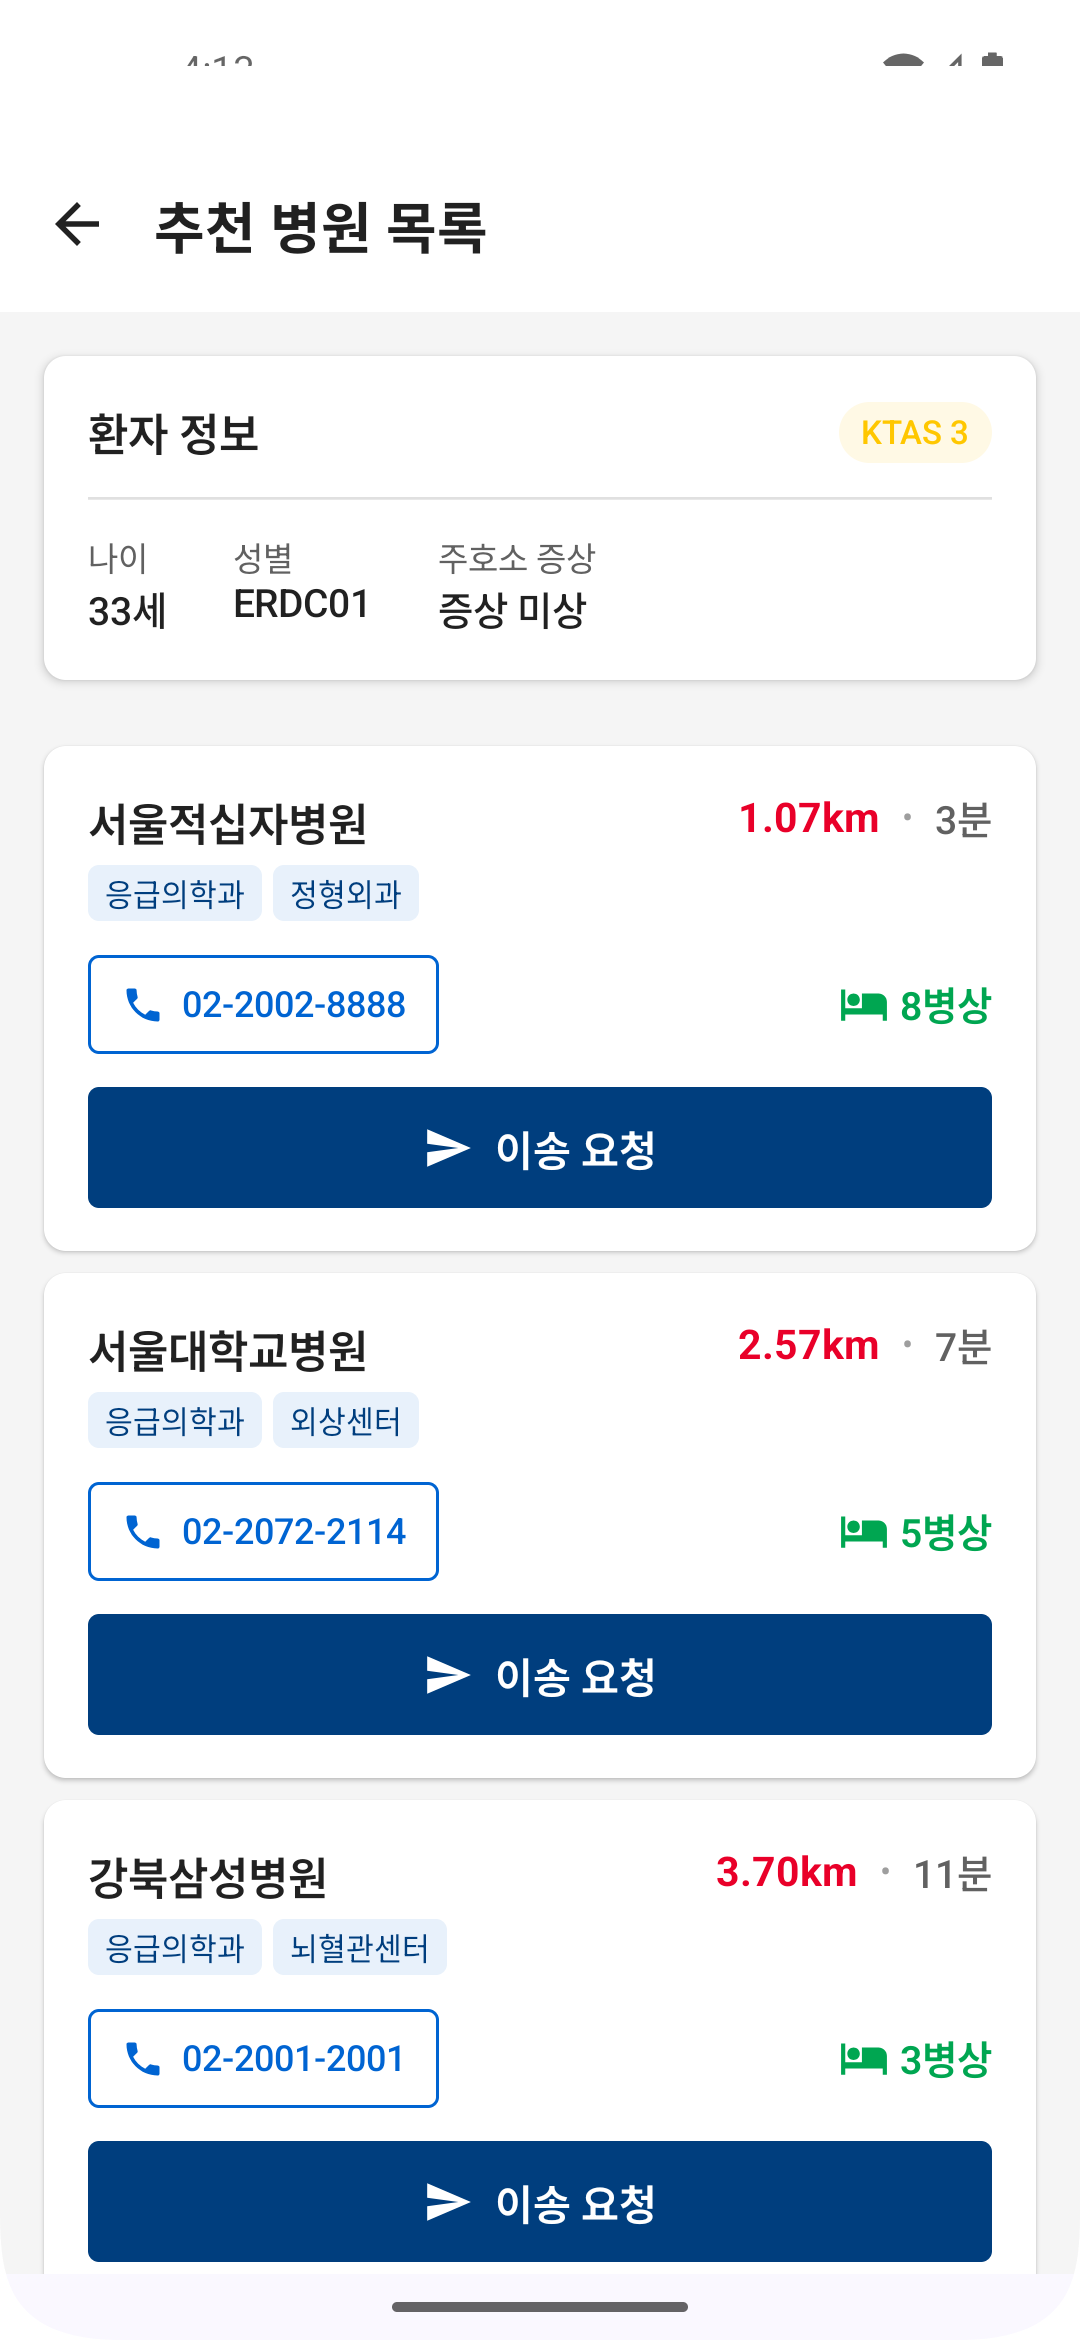 추천 병원 목록
환자 정보
KTAS 3
나이 성별 주호소 증상
33세 ERDC01 증상 미상
서울적십자병원 1.07km · 3분
응급의학과 정형외과
02-2002-8888 8병상
이송 요청
서울대학교병원 2.57km · 7분
응급의학과 외상센터
02-2072-2114 5병상
이송 요청
강북삼성병원 3.70km · 11분
응급의학과 뇌혈관센터
02-2001-2001 3병상
이송 요청